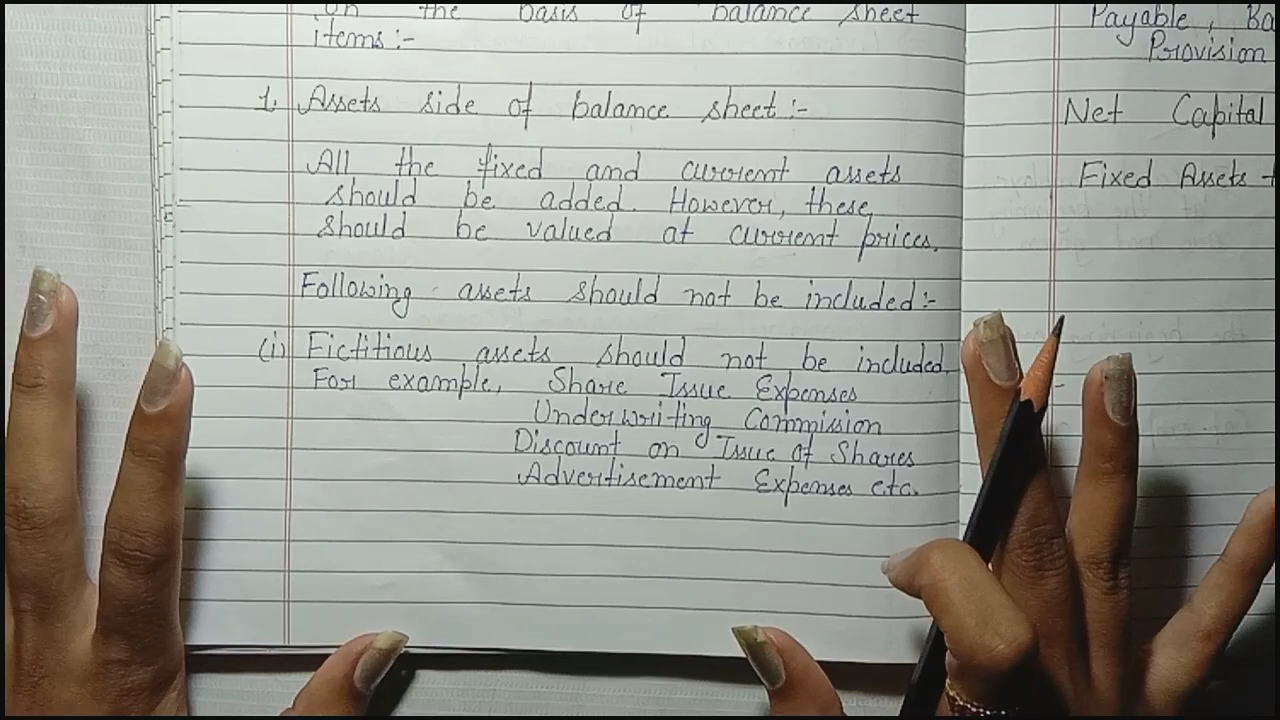 on the basis of balance sheet
items:-
1. Assets side of balance sheet:-
All the fixed and current assets
should be added. However, these
should be valued at current prices.
Following assets should not be included:-
(i) Fictitious assets should not be included.
For example, Share Issue Expenses
Underwriting Commission
Discount on Issue of Shares
Advertisement Expenses etc.
Payable, Ba
Provision
Net Capital
Fixed Assets +